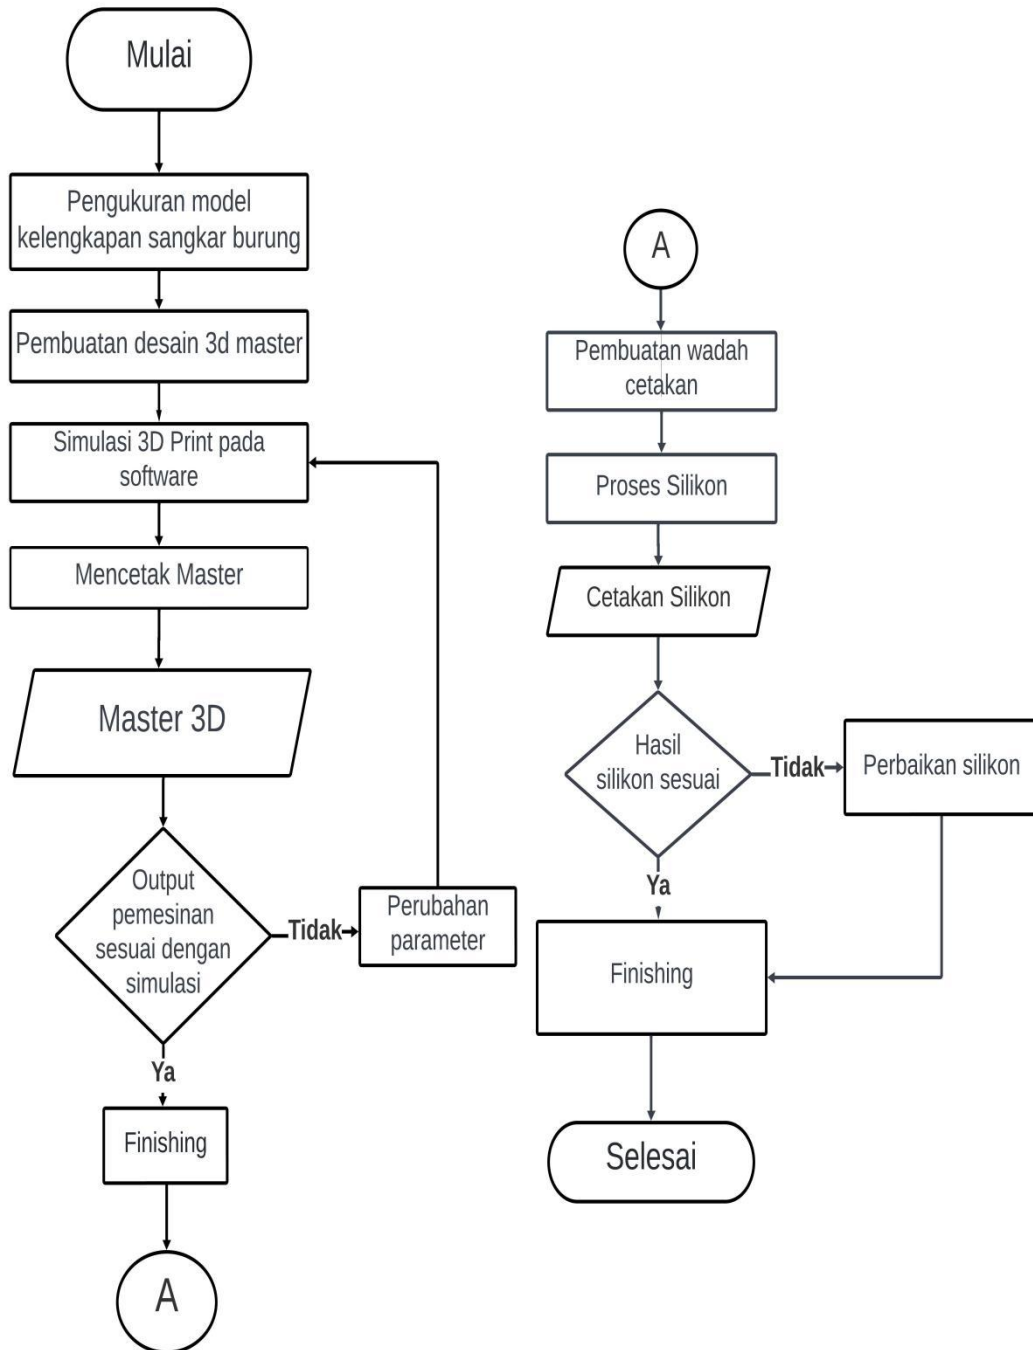 Mulai
Pengukuran model
kelengkapan sangkar burung
Pembuatan desain 3d master
Simulasi 3D Print pada
software
Mencetak Master
Master 3D
Output
pemesinan
sesuai dengan
simulasi
Tidak
Perubahan
parameter
Ya
Finishing
A
A
Pembuatan wadah
cetakan
Proses Silikon
Cetakan Silikon
Hasil
silikon sesuai
Tidak
Perbaikan silikon
Ya
Finishing
Selesai